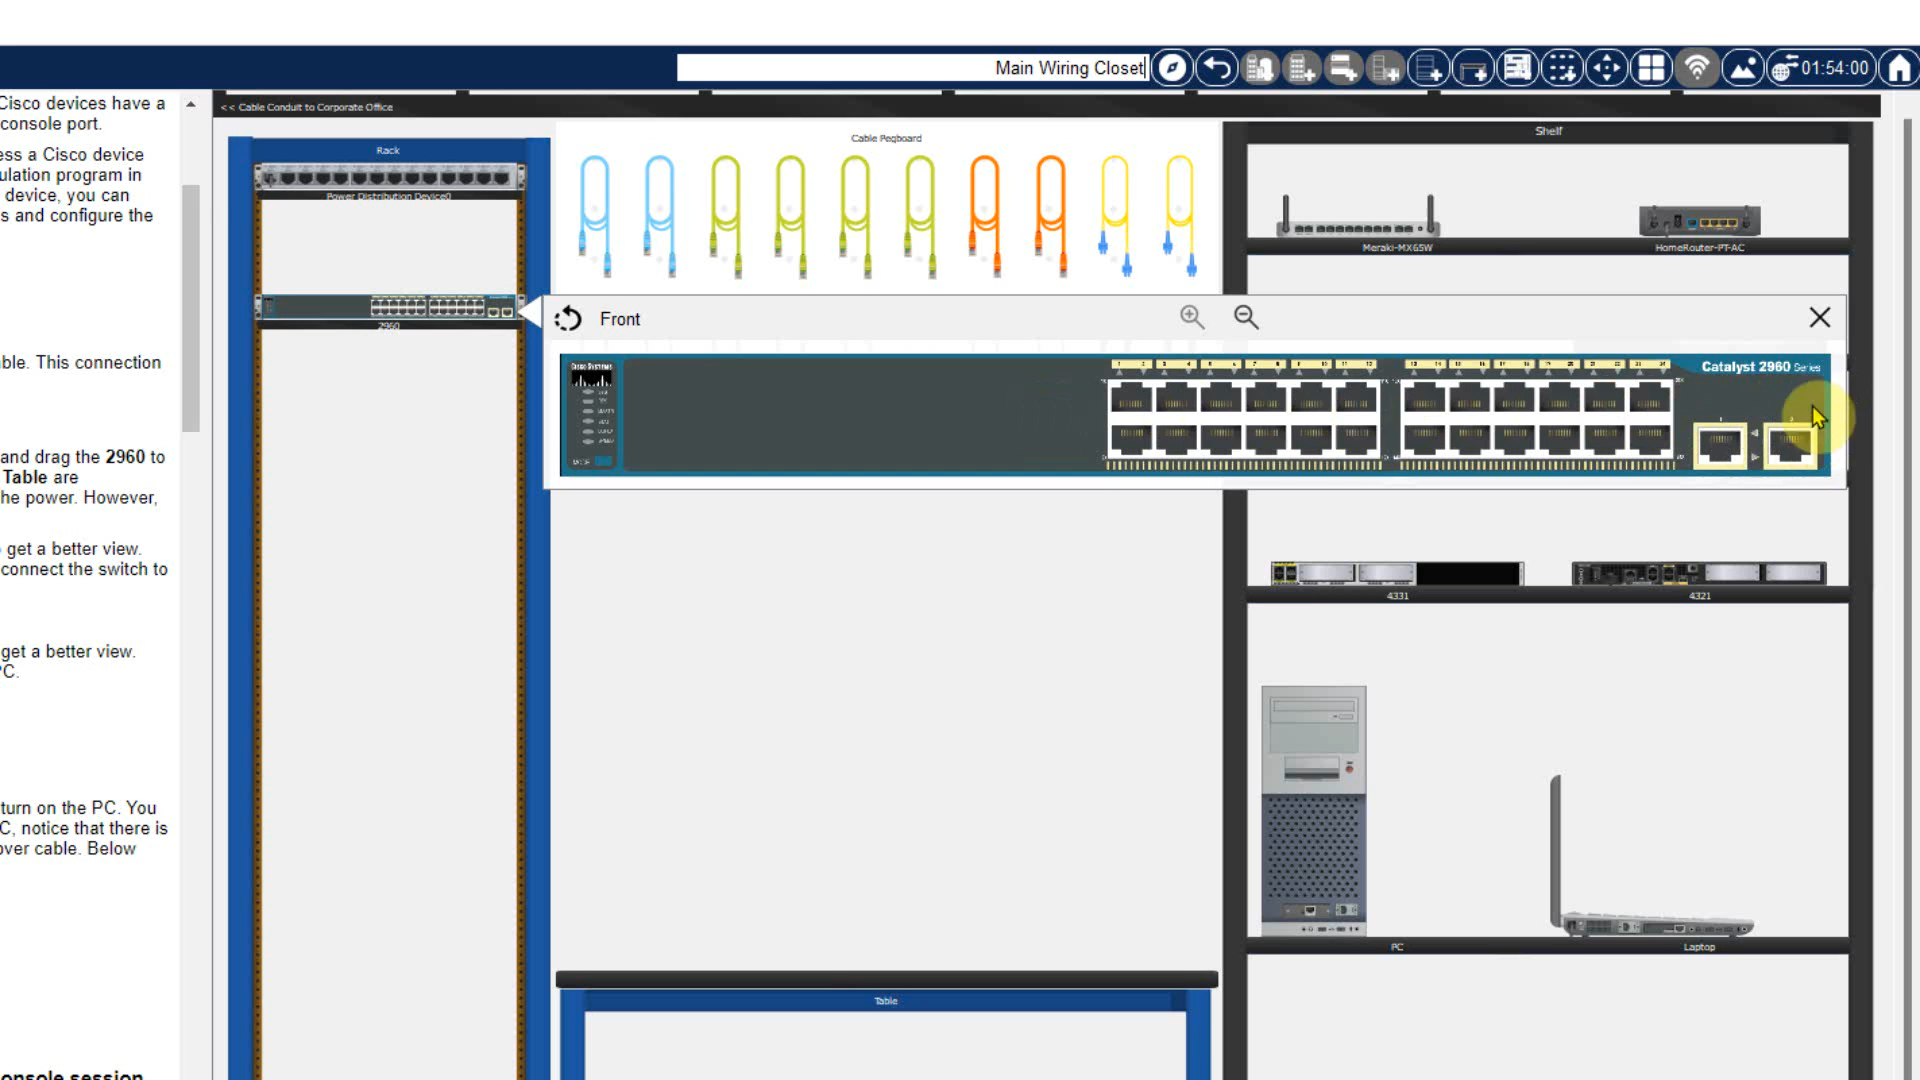 Main Wiring Closet
01:54:00
Cisco devices have a
console port.
ess a Cisco device
ulation program in
device, you can
s and configure the
ble. This connection
and drag the 2960 to
Table are
he power. However,
get a better view.
connect the switch to
get a better view.
PC.
turn on the PC. You
C, notice that there is
over cable. Below
onsole session
<< Cable Conduit to Corporate Office
Rack
Power Distribution Device0
2960
Cable Pegboard
Shelf
Meraki-MX65W
HomeRouter-PT-AC
Front
Cisco Systems
Catalyst 2960 Series
4331
4321
PC
Laptop
Table